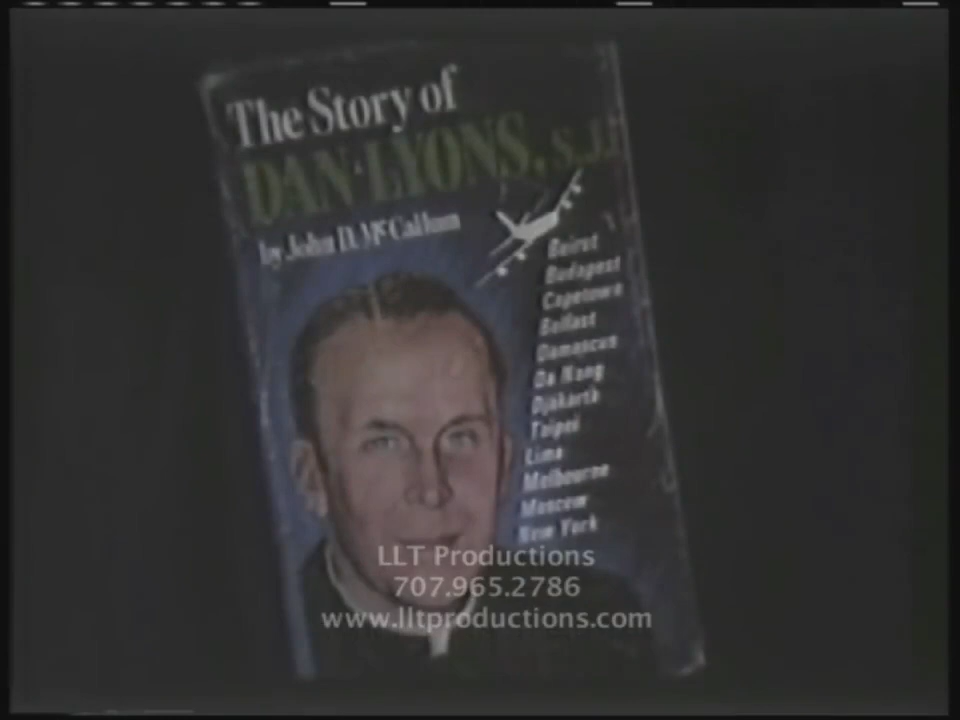 The Story of
DAN LYONS, S.J.
by John D. McCallum
Beirut
Budapest
Capetown
Belfast
Damascus
Da Nang
Djakarta
Taipei
Lima
Melbourne
Moscow
New York
LLT Productions
707.965.2786
www.lltproductions.com